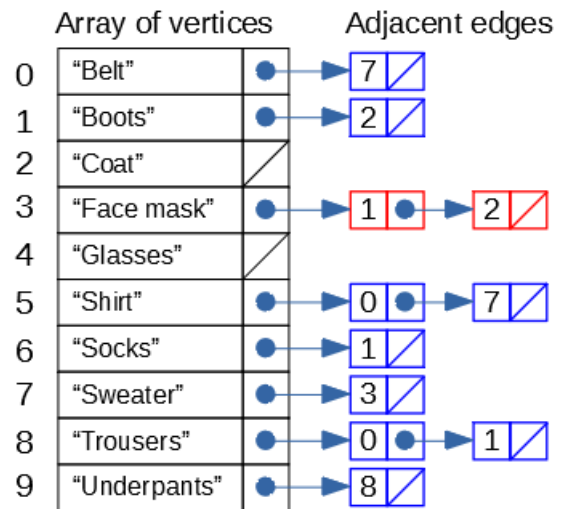 Array of vertices Adjacent edges
0 “Belt” 7
1 “Boots” 2
2 “Coat”
3 “Face mask” 1 2
4 “Glasses”
5 “Shirt” 0 7
6 “Socks” 1
7 “Sweater” 3
8 “Trousers” 0 1
9 “Underpants” 8